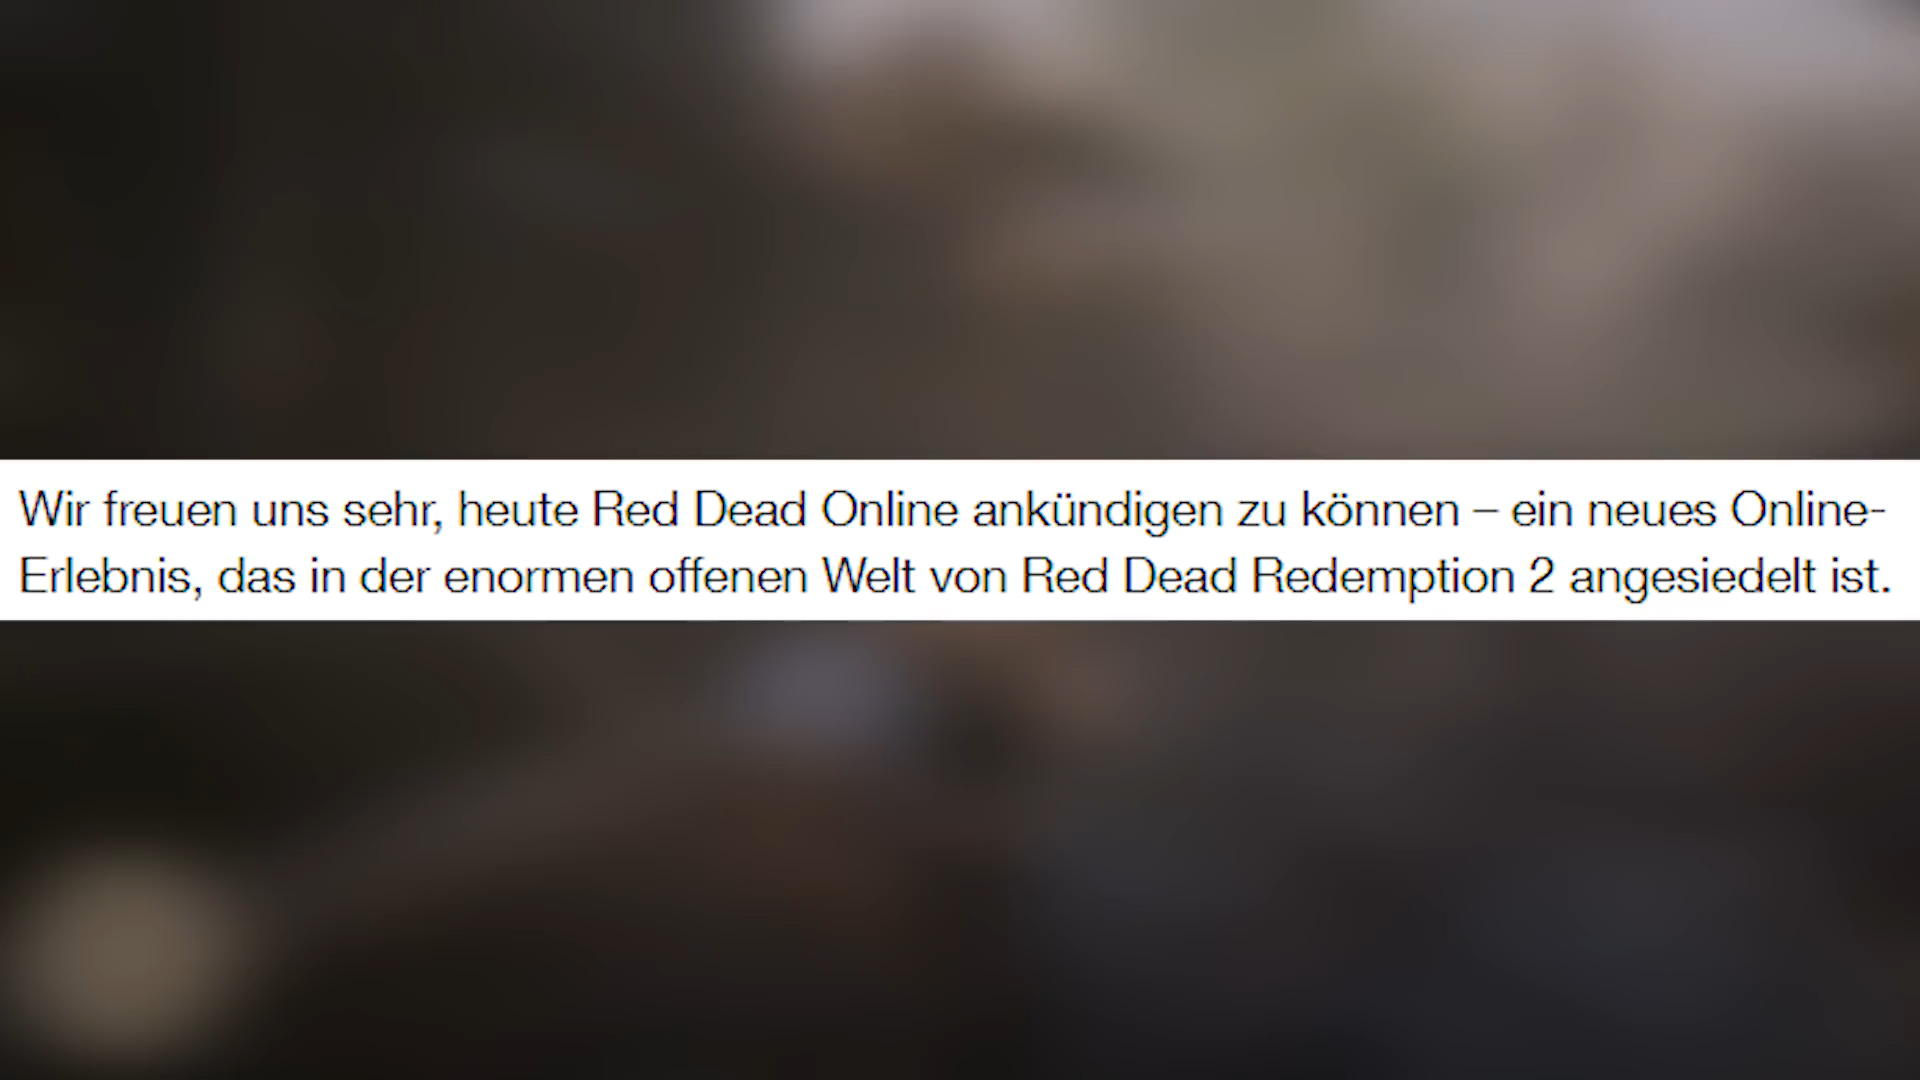 Wir freuen uns sehr, heute Red Dead Online ankündigen zu können – ein neues Online-
Erlebnis, das in der enormen offenen Welt von Red Dead Redemption 2 angesiedelt ist.